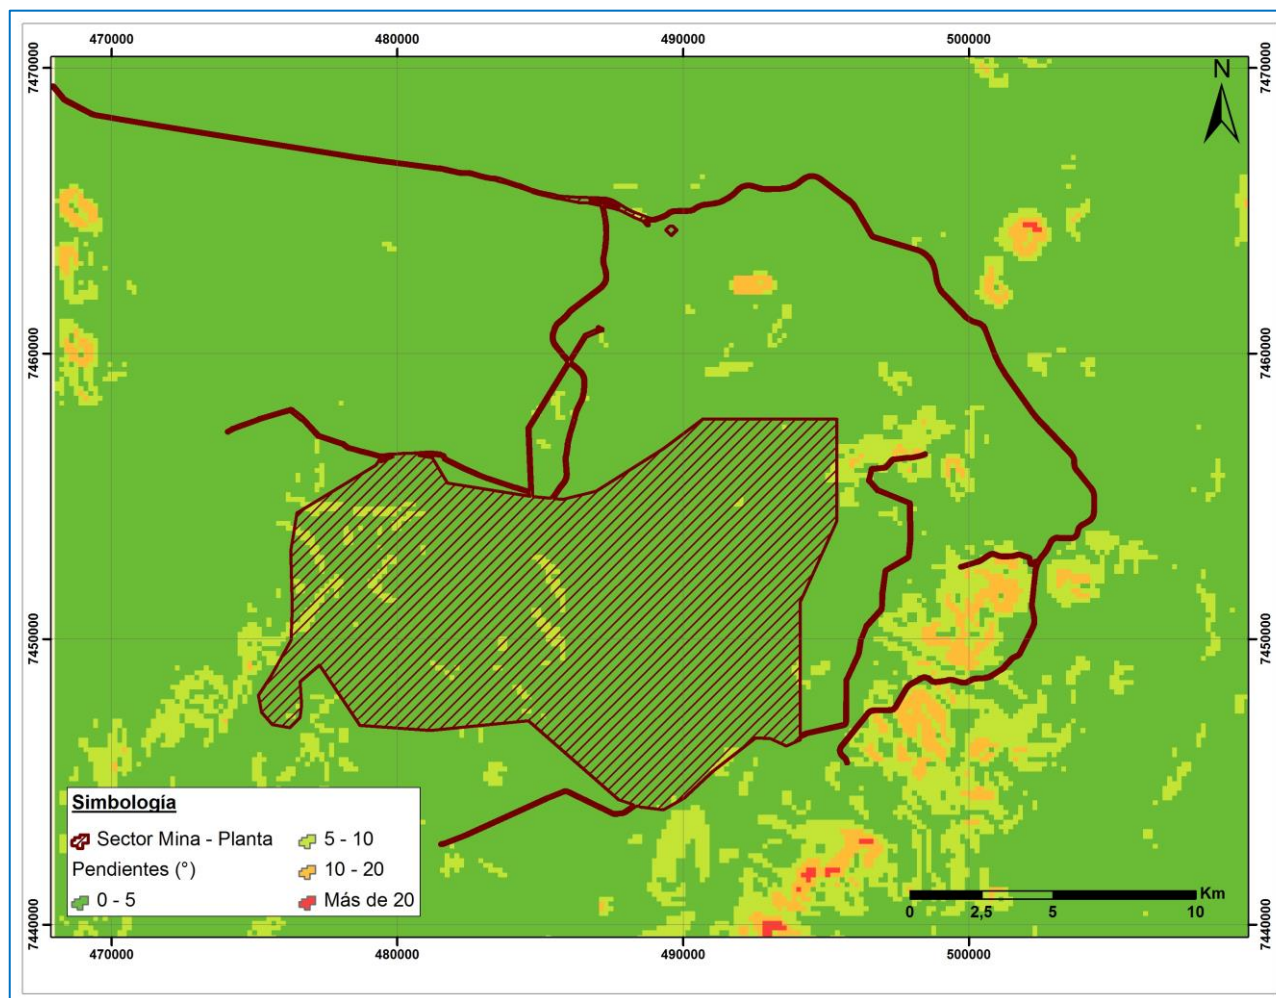 470000 480000 490000 500000
N
7470000 7470000
7460000 7460000
7450000 7450000
7440000 7440000
Simbología
Sector Mina - Planta
Pendientes (°)
0 - 5
5 - 10
10 - 20
Más de 20
Km
0 2,5 5 10
470000 480000 490000 500000